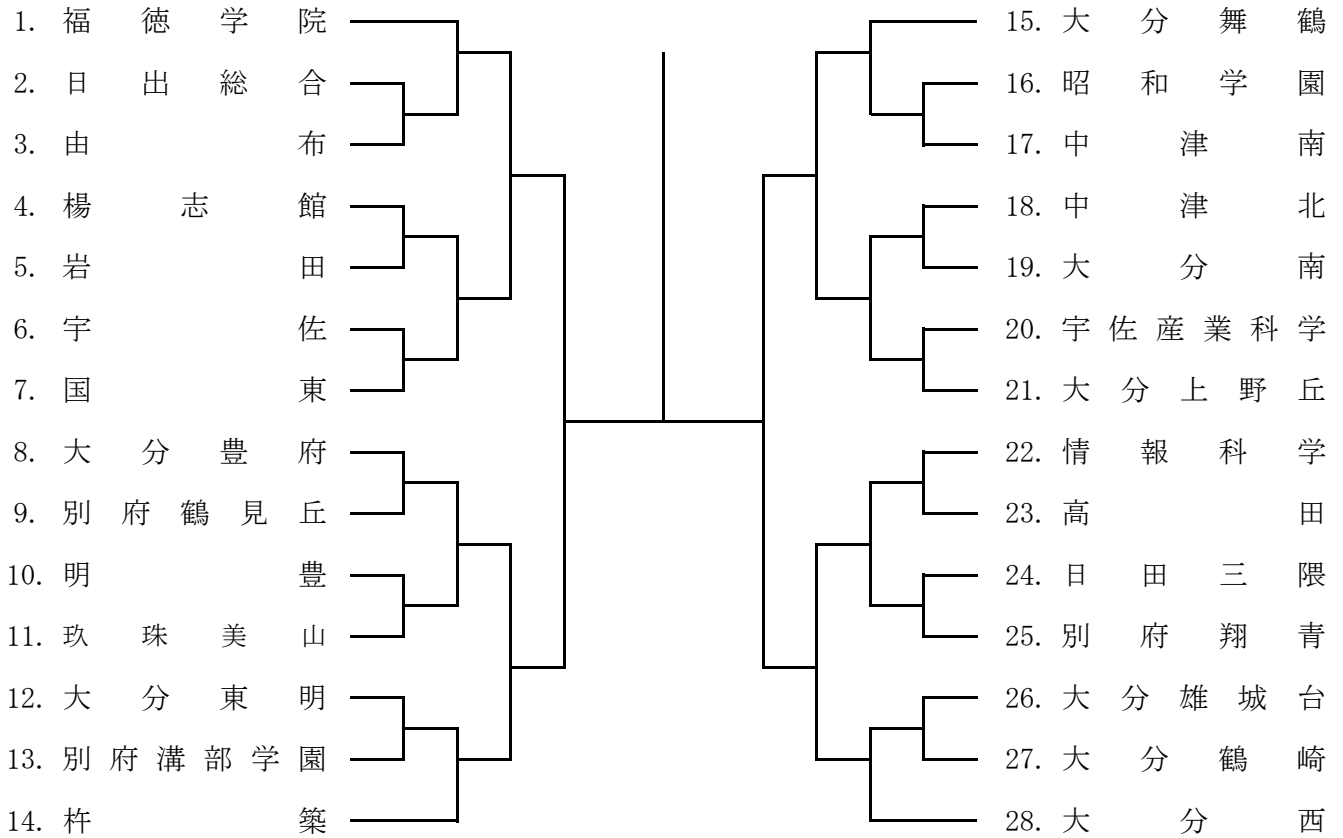 1. 福徳学院
2. 日出総合
3. 由布
4. 楊志館
5. 岩田
6. 宇佐
7. 国東
8. 大分豊府
9. 別府鶴見丘
10. 明豊
11. 玖珠美山
12. 大分東明
13. 別府溝部学園
14. 杵築
15. 大分舞鶴
16. 昭和学園
17. 中津南
18. 中津北
19. 大分南
20. 宇佐産業科学
21. 大分上野丘
22. 情報科学
23. 高田
24. 日田三隈
25. 別府翔青
26. 大分雄城台
27. 大分鶴崎
28. 大分西